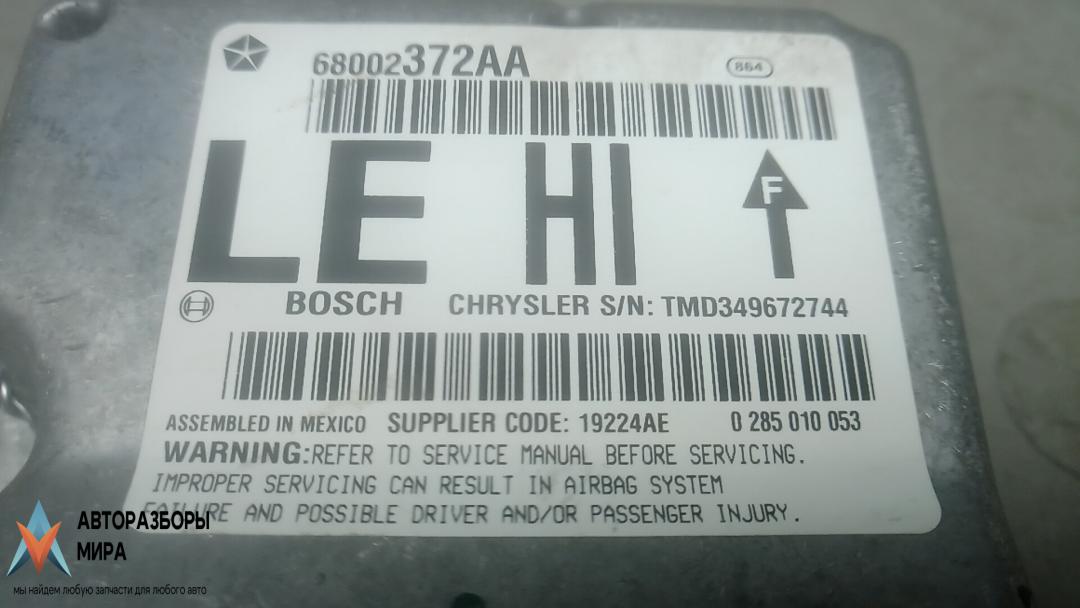 68002372AA 864
LE HI F
BOSCH CHRYSLER S/N: TMD349672744
ASSEMBLED IN MEXICO SUPPLIER CODE: 19224AE 0 285 010 053
WARNING:REFER TO SERVICE MANUAL BEFORE SERVICING.
IMPROPER SERVICING CAN RESULT IN AIRBAG SYSTEM
FAILURE AND POSSIBLE DRIVER AND/OR PASSENGER INJURY.
АВТОРАЗБОРЫ
МИРА
мы найдем любую запчасти для любого авто